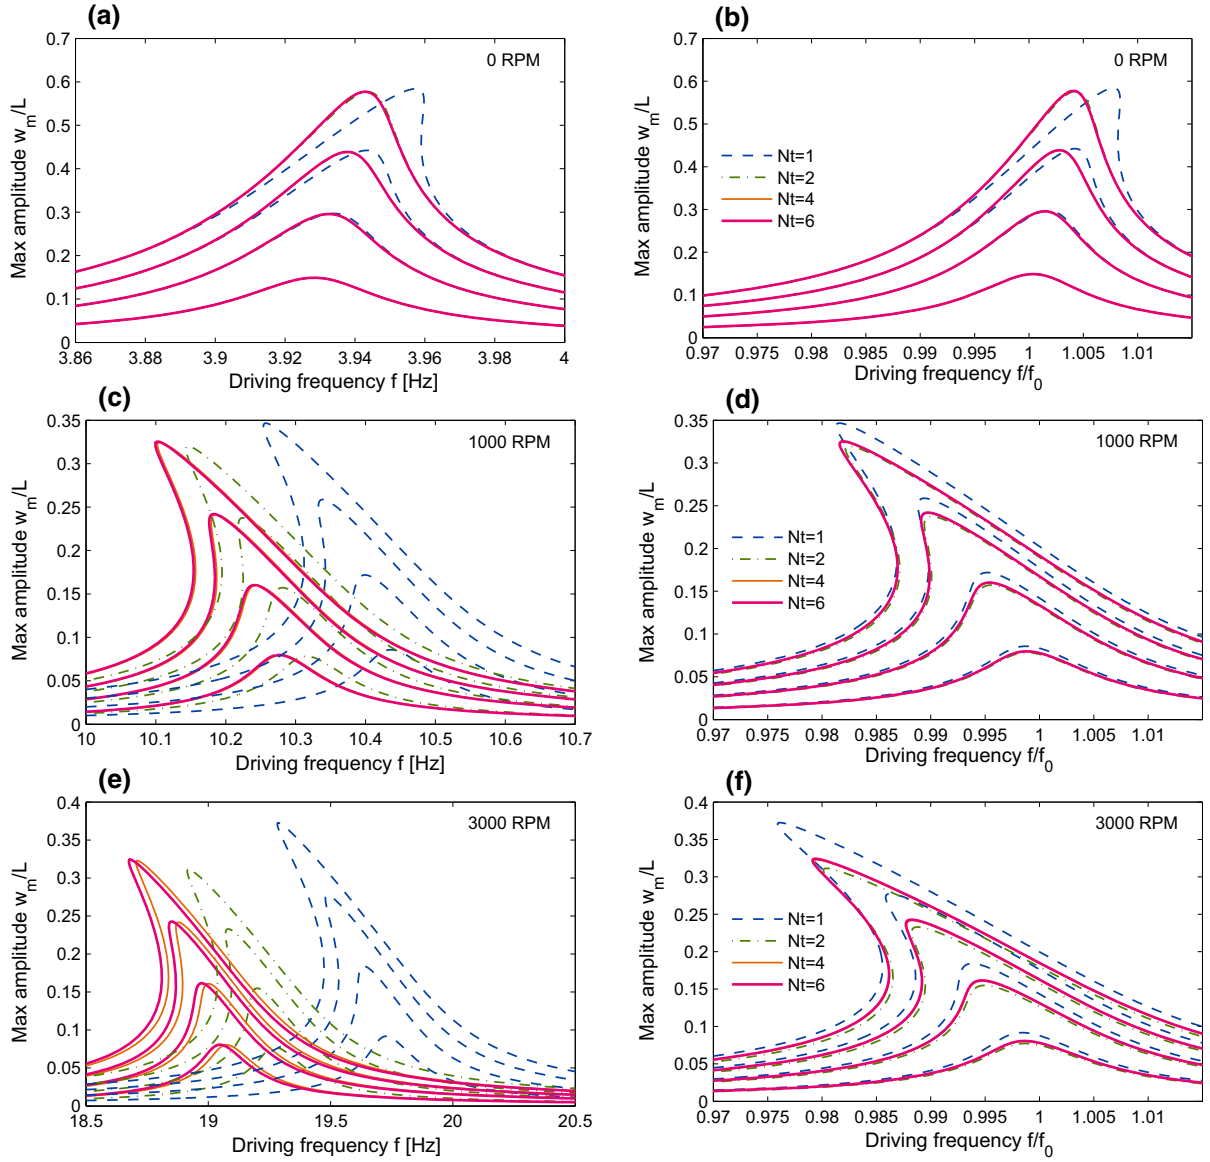 (a)
0 RPM
Max amplitude w_m/L
0.7
0.6
0.5
0.4
0.3
0.2
0.1
0
3.86 3.88 3.9 3.92 3.94 3.96 3.98 4
Driving frequency f [Hz]
(b)
0 RPM
Max amplitude w_m/L
0.7
0.6
0.5
0.4
0.3
0.2
0.1
0
Nt=1
Nt=2
Nt=4
Nt=6
0.97 0.975 0.98 0.985 0.99 0.995 1 1.005 1.01
Driving frequency f/f_0
(c)
1000 RPM
Max amplitude w_m/L
0.35
0.3
0.25
0.2
0.15
0.1
0.05
0
10 10.1 10.2 10.3 10.4 10.5 10.6 10.7
Driving frequency f [Hz]
(d)
1000 RPM
Max amplitude w_m/L
0.35
0.3
0.25
0.2
0.15
0.1
0.05
0
Nt=1
Nt=2
Nt=4
Nt=6
0.97 0.975 0.98 0.985 0.99 0.995 1 1.005 1.01
Driving frequency f/f_0
(e)
3000 RPM
Max amplitude w_m/L
0.4
0.35
0.3
0.25
0.2
0.15
0.1
0.05
0
18.5 19 19.5 20 20.5
Driving frequency f [Hz]
(f)
3000 RPM
Max amplitude w_m/L
0.4
0.35
0.3
0.25
0.2
0.15
0.1
0.05
0
Nt=1
Nt=2
Nt=4
Nt=6
0.97 0.975 0.98 0.985 0.99 0.995 1 1.005 1.01
Driving frequency f/f_0